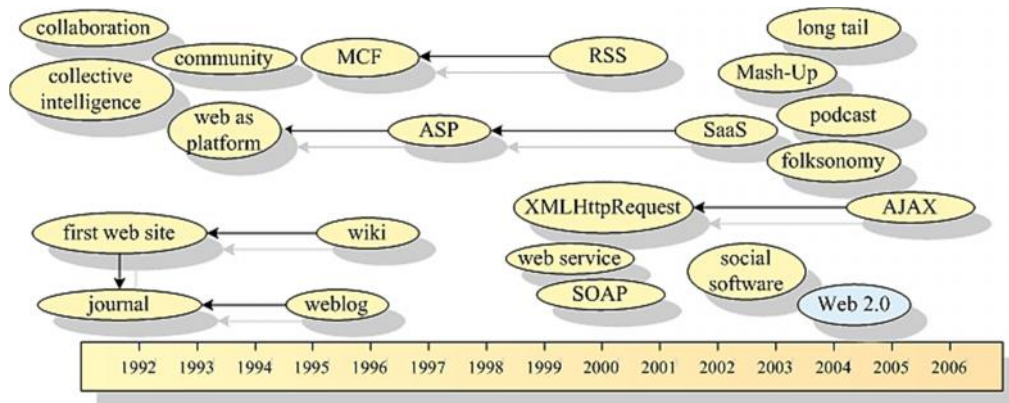 collaboration
long tail
community
MCF
RSS
collective
intelligence
Mash-Up
web as
platform
ASP
SaaS
podcast
folksonomy
XMLHttpRequest
AJAX
first web site
wiki
web service
social
software
SOAP
journal
weblog
Web 2.0
1992 1993 1994 1995 1996 1997 1998 1999 2000 2001 2002 2003 2004 2005 2006